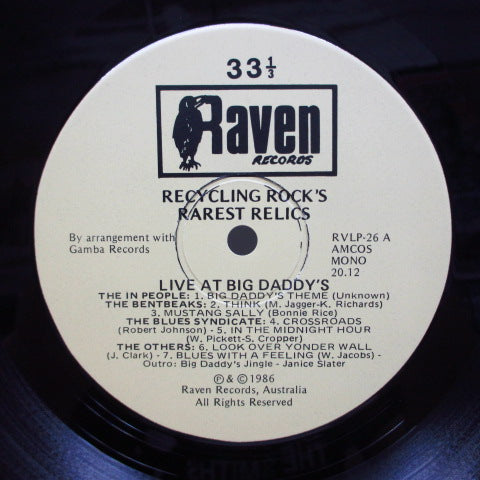 33⅓
Raven
RECORDS
RECYCLING ROCK'S
RAREST RELICS
By arrangement with
Gamba Records
RVLP-26 A
AMCOS
MONO
20.12
LIVE AT BIG DADDY'S
THE IN PEOPLE: 1. BIG DADDY'S THEME (Unknown)
THE BENTBEAKS: 2. THINK (M. Jagger-K. Richards)
3. MUSTANG SALLY (Bonnie Rice)
THE BLUES SYNDICATE: 4. CROSSROADS
(Robert Johnson) - 5. IN THE MIDNIGHT HOUR
(W. Pickett-S, Cropper)
THE OTHERS: 6. LOOK OVER YONDER WALL
(J. Clark) - 7. BLUES WITH A FEELING (W. Jacobs) -
Outro: Big Daddy's Jingle - Janice Slater
℗ & © 1986
Raven Records, Australia
All Rights Reserved